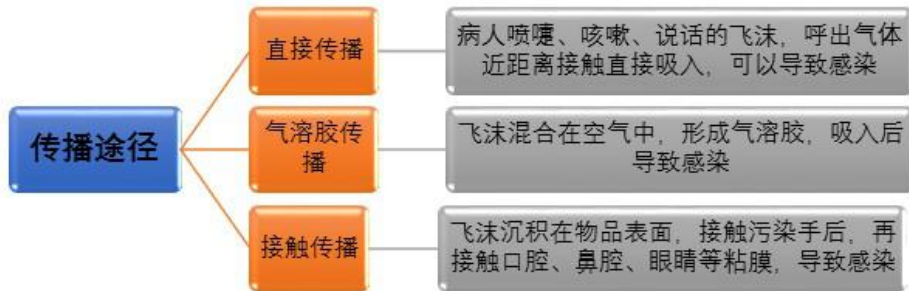 传播途径
直接传播
病人喷嚏、咳嗽、说话的飞沫，呼出气体
近距离接触直接吸入，可以导致感染
气溶胶传
播
飞沫混合在空气中，形成气溶胶，吸入后
导致感染
接触传播
飞沫沉积在物品表面，接触污染手后，再
接触口腔、鼻腔、眼睛等粘膜，导致感染